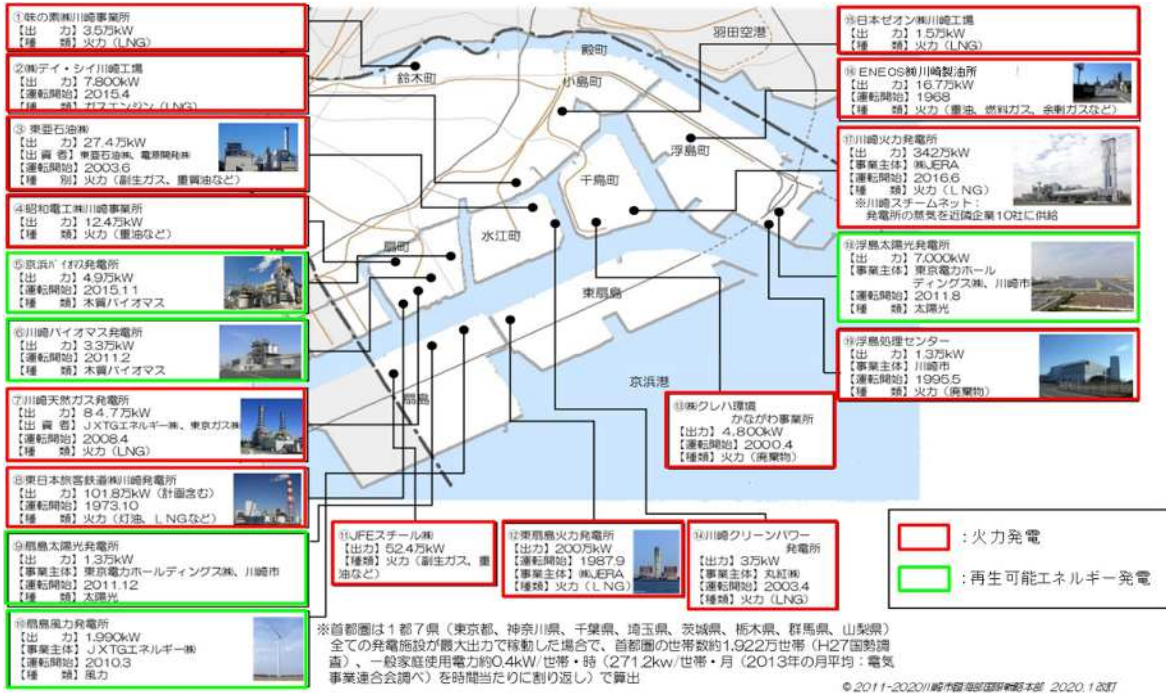 ①味の素㈱川崎事業所
【出　　力】3.5万kW
【種　　類】火力(LNG)
②㈱デイ・シイ川崎工場
【出　　力】7,800kW
【運転開始】2015.4
【種　　類】ガスエンジン(LNG)
③ 東亜石油㈱
【出　　力】27.4万kW
【出 資 者】東亜石油㈱、電源開発㈱
【運転開始】2003.6
【種　　別】火力(副生ガス、重質油など)
④昭和電工㈱川崎事業所
【出　　力】12.4万kW
【種　　類】火力(重油など)
⑤京浜バイオマス発電所
【出　　力】4.9万kW
【運転開始】2015.11
【種　　類】木質バイオマス
⑥川崎バイオマス発電所
【出　　力】3.3万kW
【運転開始】2011.2
【種　　類】木質バイオマス
⑦川崎天然ガス発電所
【出　　力】84.7万kW
【出 資 者】JXTGエネルギー㈱、東京ガス㈱
【運転開始】2008.4
【種　　類】火力(LNG)
⑧東日本旅客鉄道㈱川崎発電所
【出　　力】101.8万kW(計画含む)
【運転開始】1973.10
【種　　類】火力(灯油、LNGなど)
⑨扇島太陽光発電所
【出　　力】1.3万kW
【事業主体】東京電力ホールディングス㈱、川崎市
【運転開始】2011.12
【種　　類】太陽光
⑩扇島風力発電所
【出　　力】1,990kW
【事業主体】JXTGエネルギー㈱
【運転開始】2010.3
【種　　類】風力
鈴木町
殿町
羽田空港
小島町
浮島町
千鳥町
水江町
扇町
東扇島
扇島
京浜港
⑪JFEスチール㈱
【出力】52.4万kW
【種類】火力(副生ガス、重
油など)
⑫東扇島火力発電所
【出力】200万kW
【運転開始】1987.9
【事業主体】㈱JERA
【種類】火力(LNG)
⑬㈱クレハ環境
かながわ事業所
【出力】4,800kW
【運転開始】2000.4
【種類】火力(廃棄物)
⑭川崎クリーンパワー
発電所
【出力】3万kW
【事業主体】丸紅㈱
【運転開始】2003.4
【種類】火力(LNG)
⑮日本ゼオン㈱川崎工場
【出　　力】1.5万kW
【種　　類】火力(LNG)
⑯ ENEOS㈱川崎製油所
【出　　力】16.7万kW
【運転開始】1968
【種　　類】火力(重油、燃料ガス、余剰ガスなど)
⑰川崎火力発電所
【出　　力】342万kW
【事業主体】㈱JERA
【運転開始】2016.6
【種　　類】火力(LNG)
※川崎スチームネット:
発電所の蒸気を近隣企業10社に供給
⑱浮島太陽光発電所
【出　　力】7,000kW
【事業主体】東京電力ホール
ディングス㈱、川崎市
【運転開始】2011.8
【種　　類】太陽光
⑲浮島処理センター
【出　　力】1.3万kW
【事業主体】川崎市
【運転開始】1995.5
【種　　類】火力(廃棄物)
:火力発電
:再生可能エネルギー発電
※首都圏は1都7県(東京都、神奈川県、千葉県、埼玉県、茨城県、栃木県、群馬県、山梨県)
全ての発電施設が最大出力で稼動した場合で、首都圏の世帯数約1,922万世帯(H27国勢調
査)、一般家庭使用電力約0.4kW/世帯・時(271.2kw/世帯・月(2013年の月平均:電気
事業連合会調べ)を時間当たりに割り返し)で算出
©2011-2020川崎市臨海部国際戦略本部 2020.1改訂